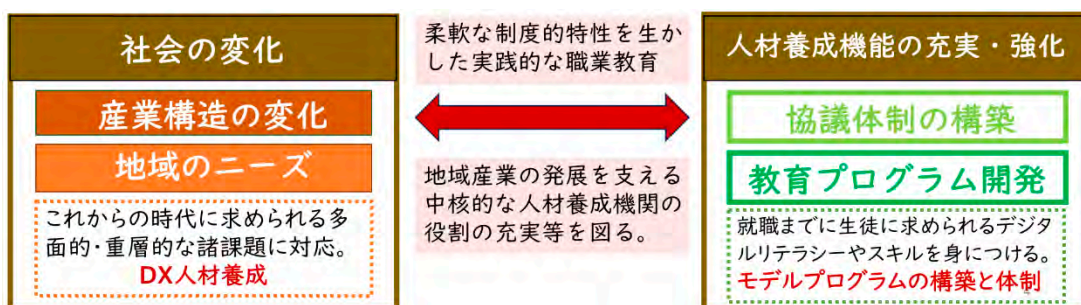 社会の変化
産業構造の変化
地域のニーズ
これからの時代に求められる多
面的・重層的な諸課題に対応。
DX人材養成
柔軟な制度的特性を生か
した実践的な職業教育
地域産業の発展を支える
中核的な人材養成機関の
役割の充実等を図る。
人材養成機能の充実・強化
協議体制の構築
教育プログラム開発
就職までに生徒に求められるデジタ
ルリテラシーやスキルを身につける。
モデルプログラムの構築と体制